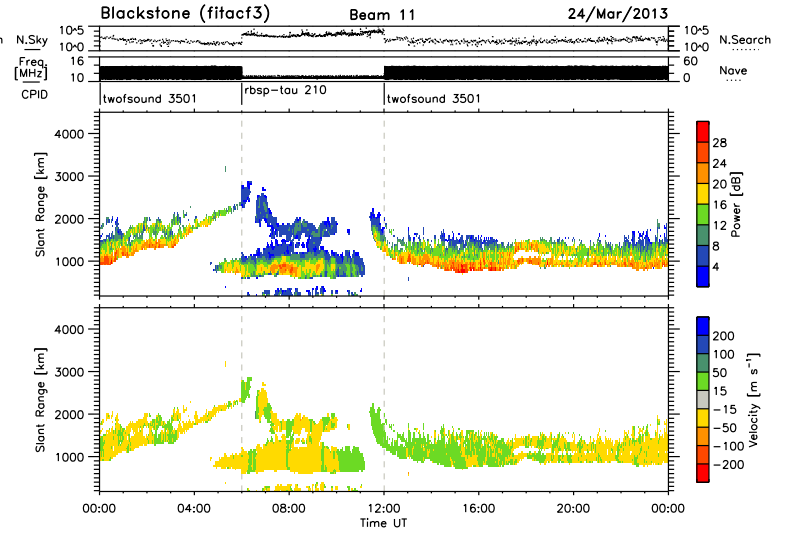 Blackstone (fitacf3) Beam 11 24/Mar/2013
N.Sky 10^5 10^0 10^5 10^0 N.Search
Freq. [MHz] 16 10 60 0 Nave
CPID twofsound 3501 rbsp-tau 210 twofsound 3501
Slant Range [km]
4000
3000
2000
1000
28
24
20
16
12
8
4
Power [dB]
Slant Range [km]
4000
3000
2000
1000
200
100
50
15
-15
-50
-100
-200
Velocity [m s⁻¹]
00:00 04:00 08:00 12:00 16:00 20:00 00:00
Time UT